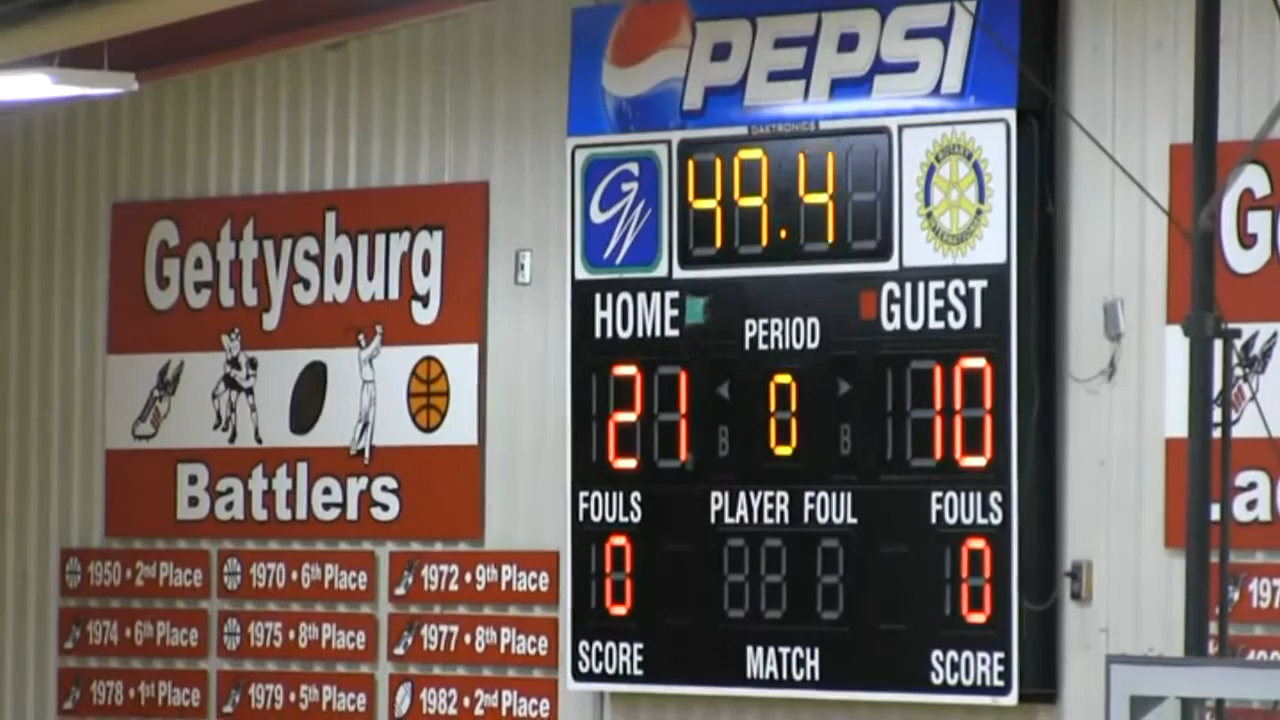 PEPSI
DAKTRONICS
GW
49.4
ROTARY
INTERNATIONAL
HOME
GUEST
PERIOD
21
0
10
B
B
FOULS
PLAYER FOUL
FOULS
0
0
SCORE
MATCH
SCORE
Gettysburg
Battlers
1950 • 2nd Place
1970 • 6th Place
1972 • 9th Place
1974 • 6th Place
1975 • 8th Place
1977 • 8th Place
1978 • 1st Place
1979 • 5th Place
1982 • 2nd Place
G